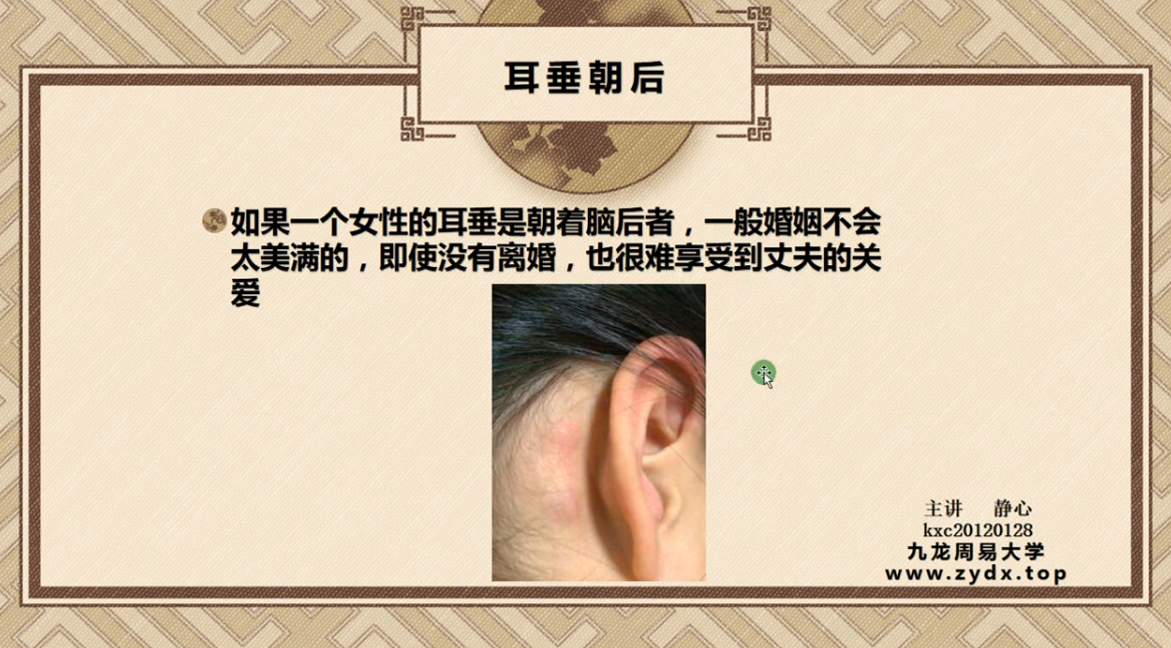 耳垂朝后
如果一个女性的耳垂是朝着脑后者，一般婚姻不会
太美满的，即使没有离婚，也很难享受到丈夫的关
爱
主讲 静心
kxc20120128
九龙周易大学
www.zydx.top